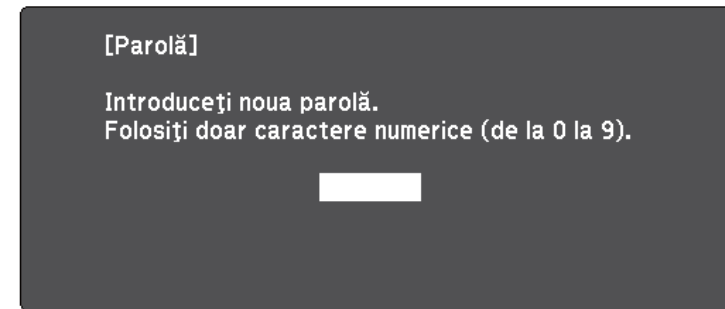 [Parolă]
Introduceţi noua parolă.
Folosiţi doar caractere numerice (de la 0 la 9).